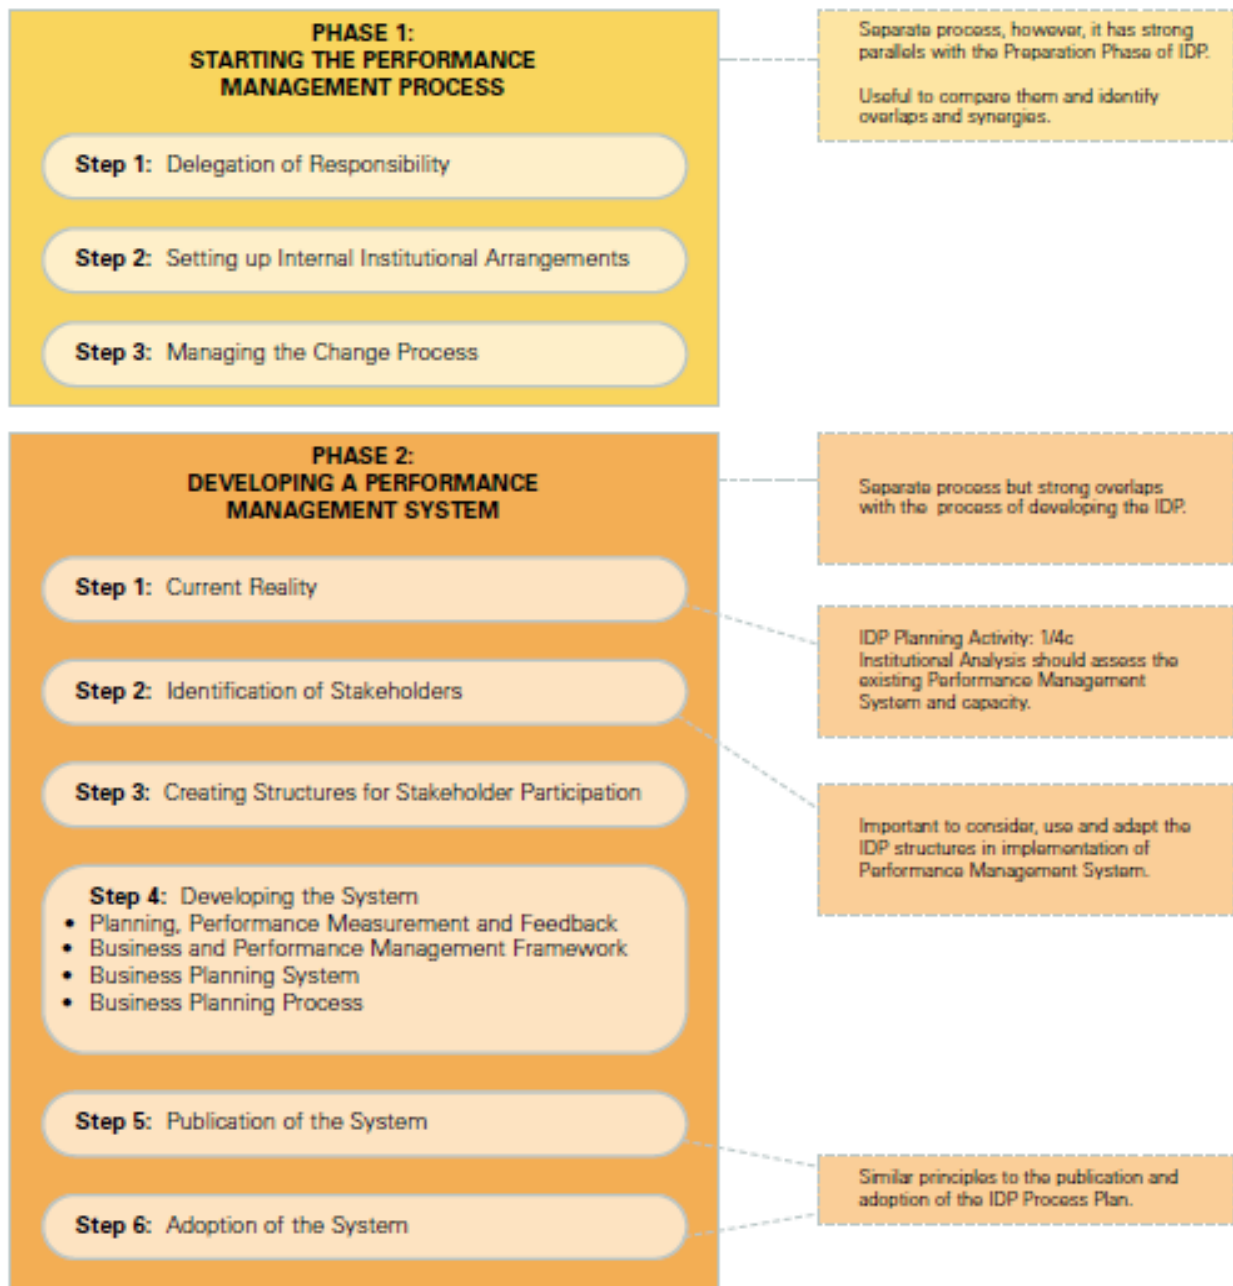 PHASE 1:
STARTING THE PERFORMANCE
MANAGEMENT PROCESS
Separate process, however, it has strong
parallels with the Preparation Phase of IDP.
Useful to compare them and identify
overlaps and synergies.
Step 1: Delegation of Responsibility
Step 2: Setting up Internal Institutional Arrangements
Step 3: Managing the Change Process
PHASE 2:
DEVELOPING A PERFORMANCE
MANAGEMENT SYSTEM
Separate process but strong overlaps
with the process of developing the IDP.
Step 1: Current Reality
IDP Planning Activity: 1/4c
Institutional Analysis should assess the
existing Performance Management
System and capacity.
Step 2: Identification of Stakeholders
Step 3: Creating Structures for Stakeholder Participation
Important to consider, use and adapt the
IDP structures in implementation of
Performance Management System.
Step 4: Developing the System
• Planning, Performance Measurement and Feedback
• Business and Performance Management Framework
• Business Planning System
• Business Planning Process
Step 5: Publication of the System
Similar principles to the publication and
adoption of the IDP Process Plan.
Step 6: Adoption of the System